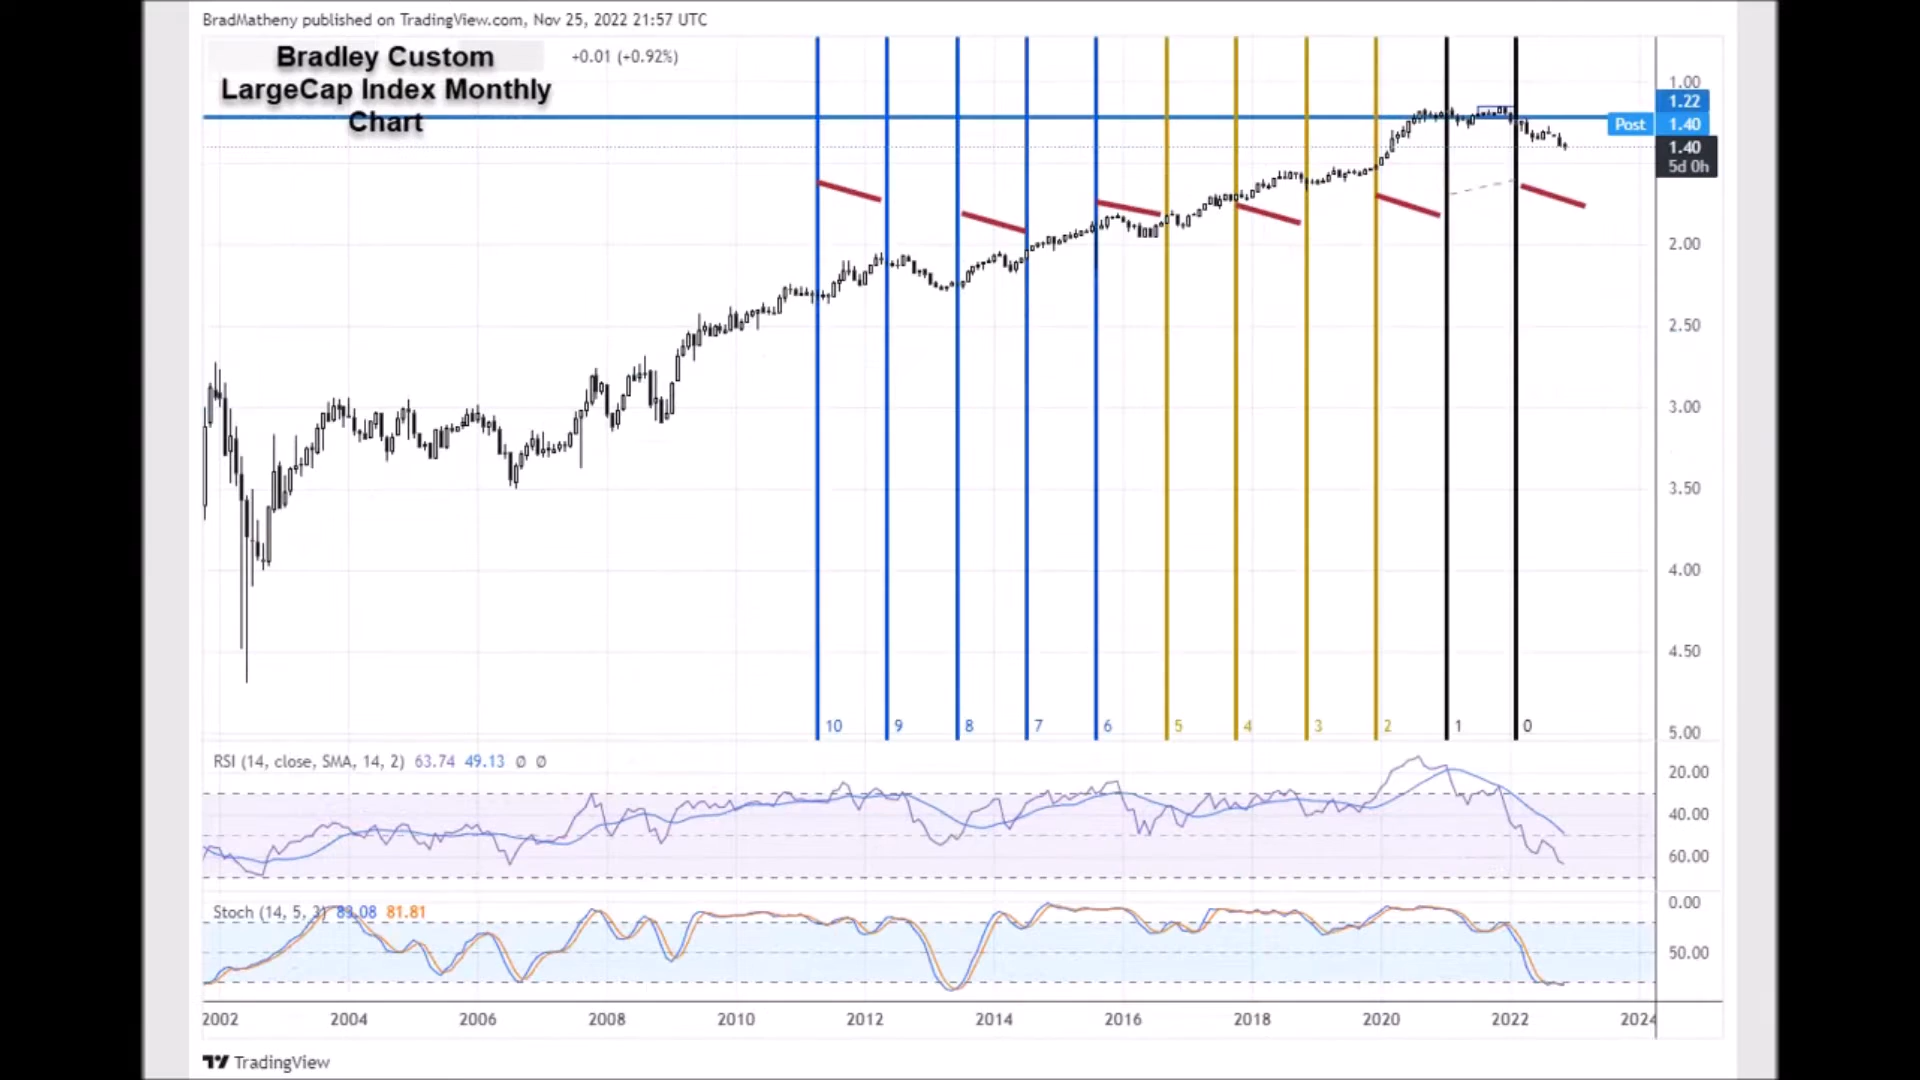 BradMatheny published on TradingView.com, Nov 25, 2022 21:57 UTC
Bradley Custom
LargeCap Index Monthly
Chart
+0.01 (+0.92%)
1.00
1.22
Post 1.40
1.40
5d 0h
2.00
2.50
3.00
3.50
4.00
4.50
5.00
10 9 8 7 6 5 4 3 2 1 0
RSI (14, close, SMA, 14, 2) 63.74 49.13 Ø Ø
20.00
40.00
60.00
Stoch (14, 5, 3) 83.08 81.81
0.00
50.00
2002 2004 2006 2008 2010 2012 2014 2016 2018 2020 2022 2024
TradingView